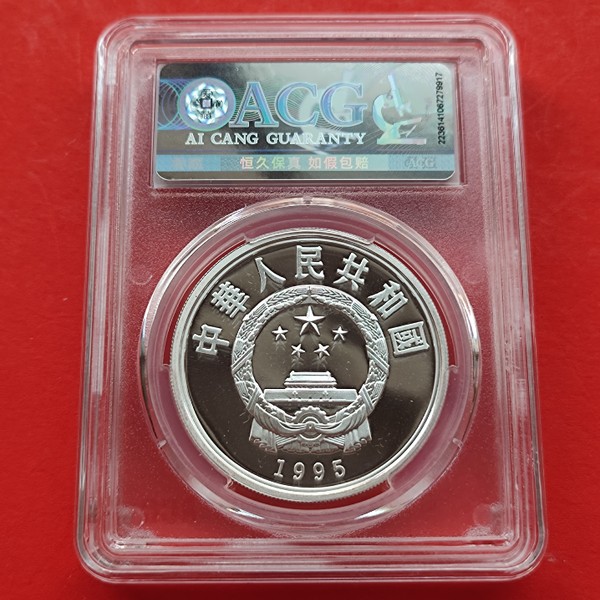 ACG
AI CANG GUARANTY
恒久保真 如假包赔
ACG
2236141067279917
中華人民共和國
1995